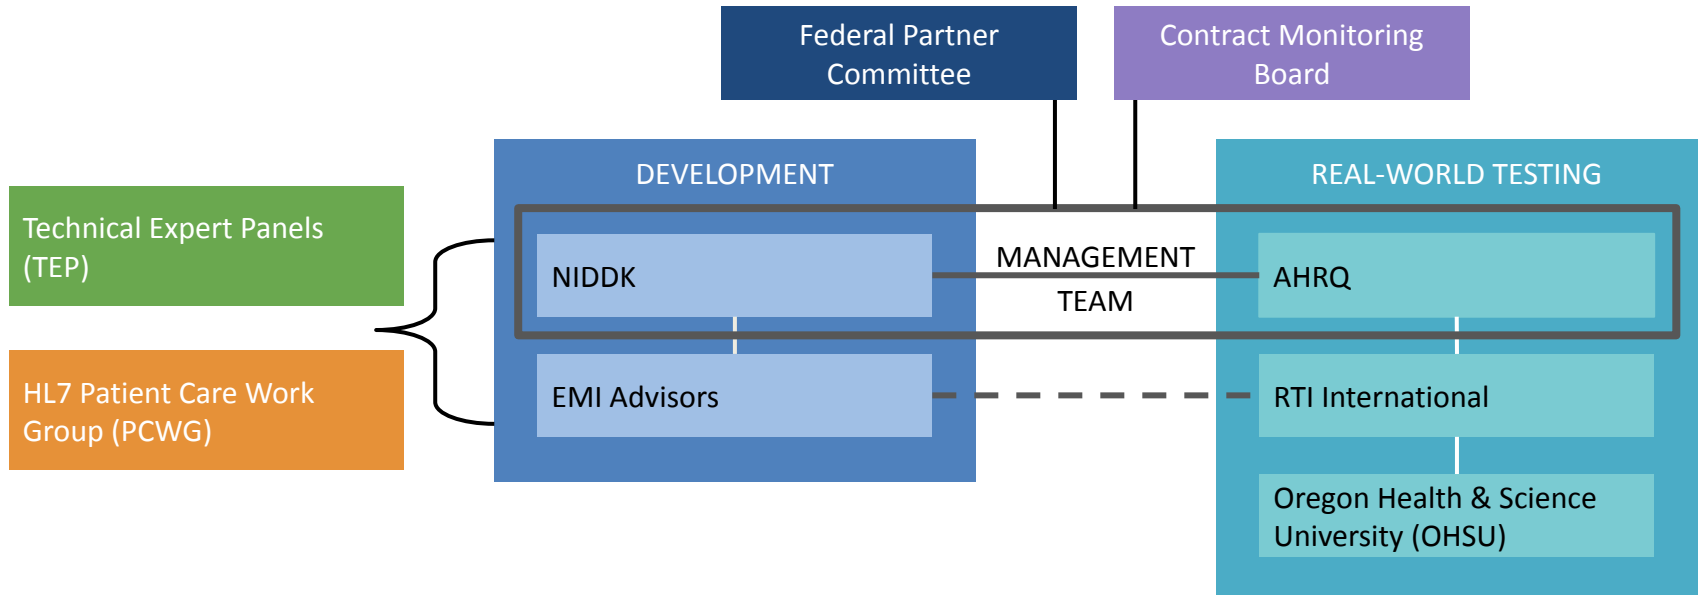 Federal Partner
Committee
Contract Monitoring
Board
DEVELOPMENT
REAL-WORLD TESTING
Technical Expert Panels
(TEP)
NIDDK
MANAGEMENT
TEAM
AHRQ
HL7 Patient Care Work
Group (PCWG)
EMI Advisors
RTI International
Oregon Health & Science
University (OHSU)